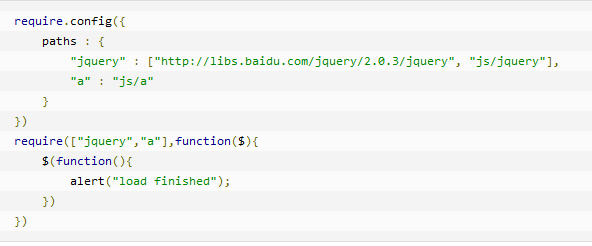 require.config({
    paths : {
        "jquery" : ["http://libs.baidu.com/jquery/2.0.3/jquery", "js/jquery"],
        "a" : "js/a"
    }
})
require(["jquery","a"],function($){
    $(function(){
        alert("load finished");
    })
})